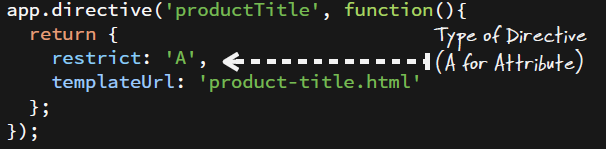 app.directive('productTitle', function(){
  return {
    restrict: 'A',
    templateUrl: 'product-title.html'
  };
});
Type of Directive
(A for Attribute)